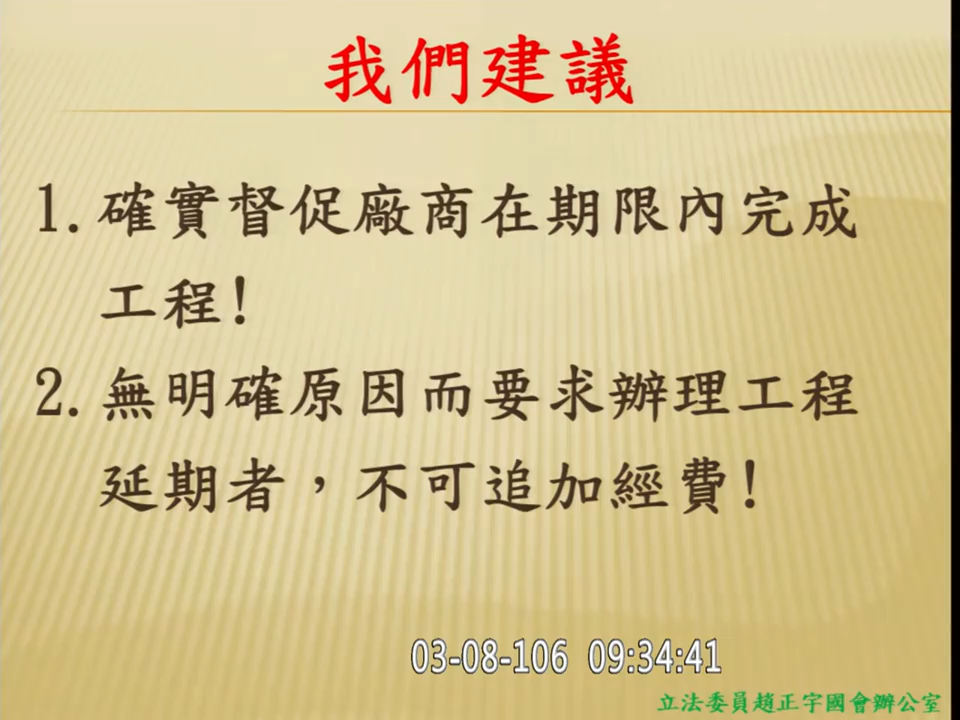 我們建議
1. 確實督促廠商在期限內完成
工程!
2. 無明確原因而要求辦理工程
延期者，不可追加經費!
03-08-106 09:34:41
立法委員趙正宇國會辦公室